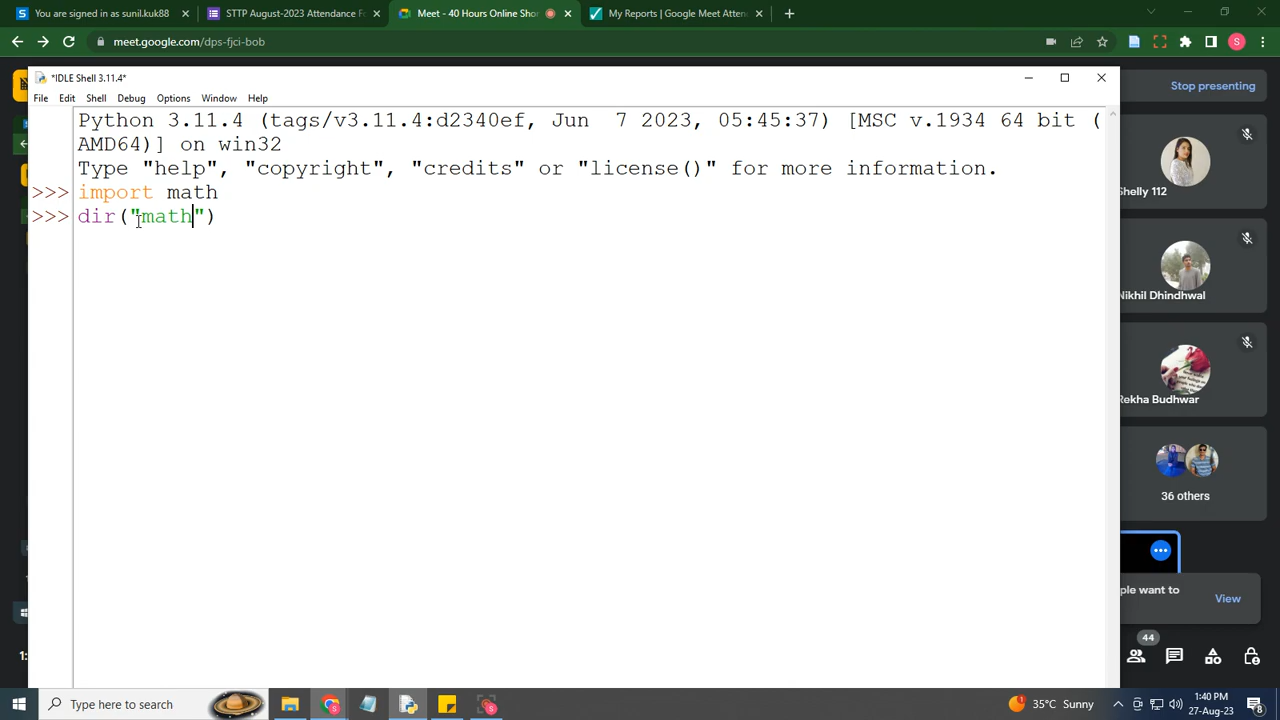 You are signed in as sunil.kuk88
STTP August-2023 Attendance Fo
Meet - 40 Hours Online Shor
My Reports | Google Meet Atten
meet.google.com/dps-fjci-bob
*IDLE Shell 3.11.4*
File Edit Shell Debug Options Window Help
Stop presenting
Python 3.11.4 (tags/v3.11.4:d2340ef, Jun  7 2023, 05:45:37) [MSC v.1934 64 bit (
AMD64)] on win32
Type "help", "copyright", "credits" or "license()" for more information.
>>> import math
>>> dir("math")
Shelly 112
Nikhil Dhindhwal
Rekha Budhwar
36 others
ple want to
View
44
Type here to search
35°C Sunny
1:40 PM
27-Aug-23
8